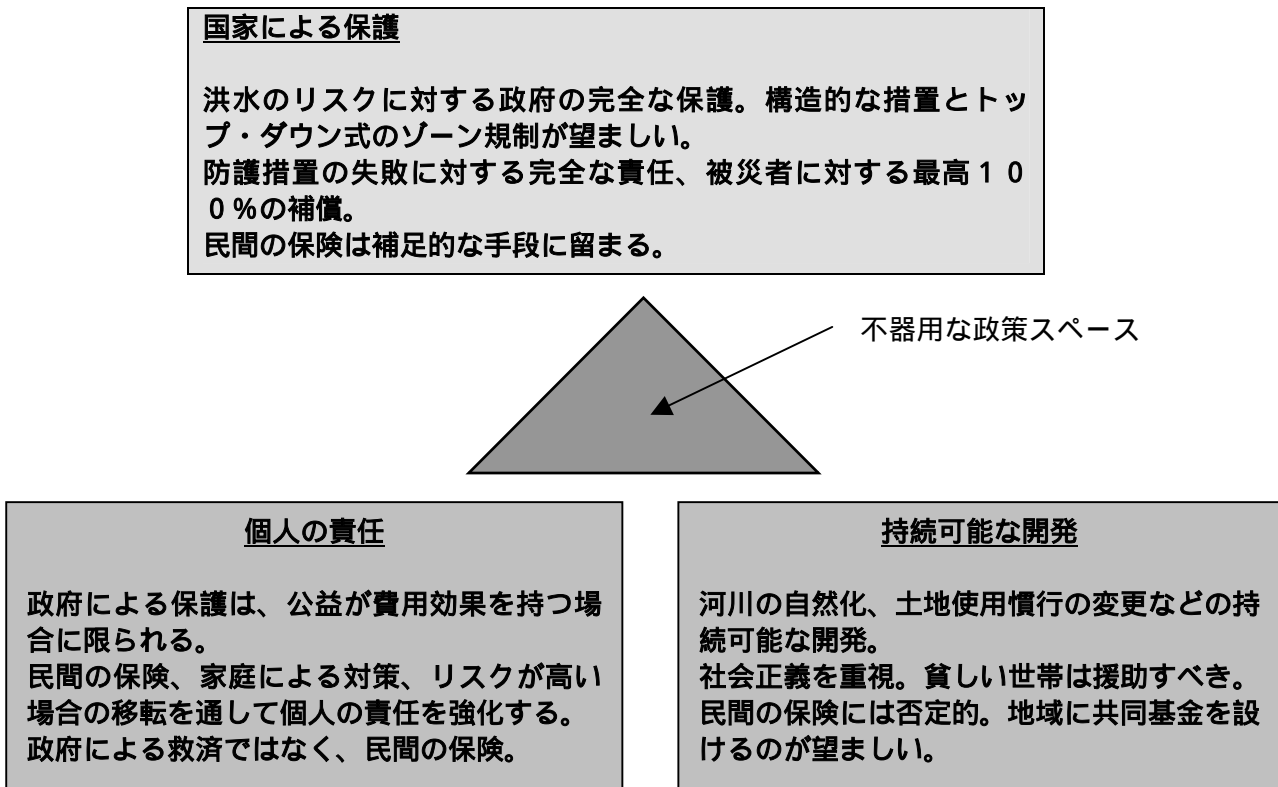 国家による保護
洪水のリスクに対する政府の完全な保護。構造的な措置とトッ
プ・ダウン式のゾーン規制が望ましい。
防護措置の失敗に対する完全な責任、被災者に対する最高１０
０％の補償。
民間の保険は補足的な手段に留まる。
不器用な政策スペース
個人の責任
政府による保護は、公益が費用効果を持つ場
合に限られる。
民間の保険、家庭による対策、リスクが高い
場合の移転を通して個人の責任を強化する。
政府による救済ではなく、民間の保険。
持続可能な開発
河川の自然化、土地使用慣行の変更などの持
続可能な開発。
社会正義を重視。貧しい世帯は援助すべき。
民間の保険には否定的。地域に共同基金を設
けるのが望ましい。